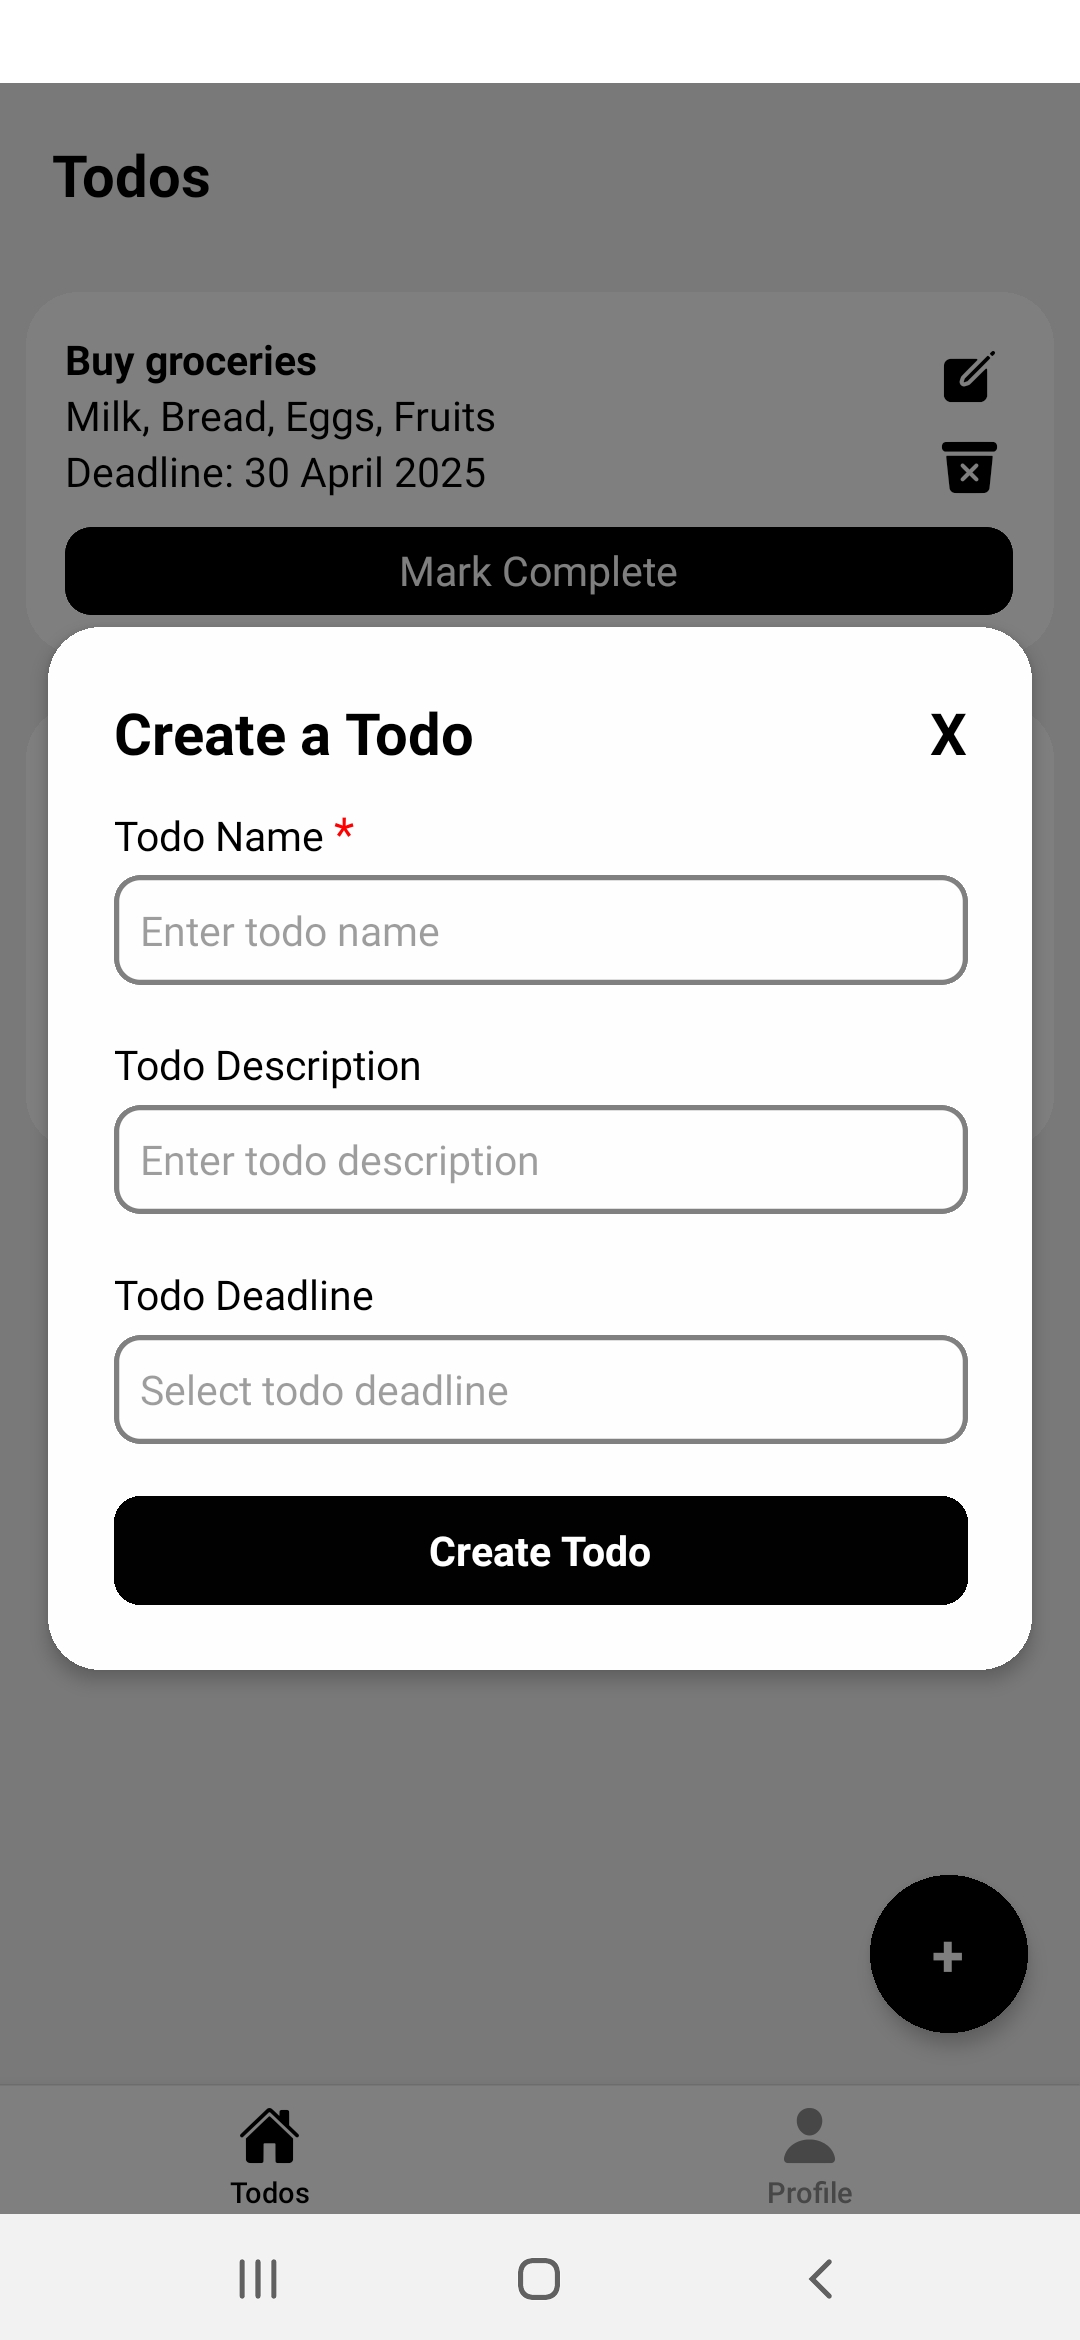 Todos
Buy groceries
Milk, Bread, Eggs, Fruits
Deadline: 30 April 2025
Mark Complete
Create a Todo X
Todo Name *
Enter todo name
Todo Description
Enter todo description
Todo Deadline
Select todo deadline
Create Todo
+
Todos Profile